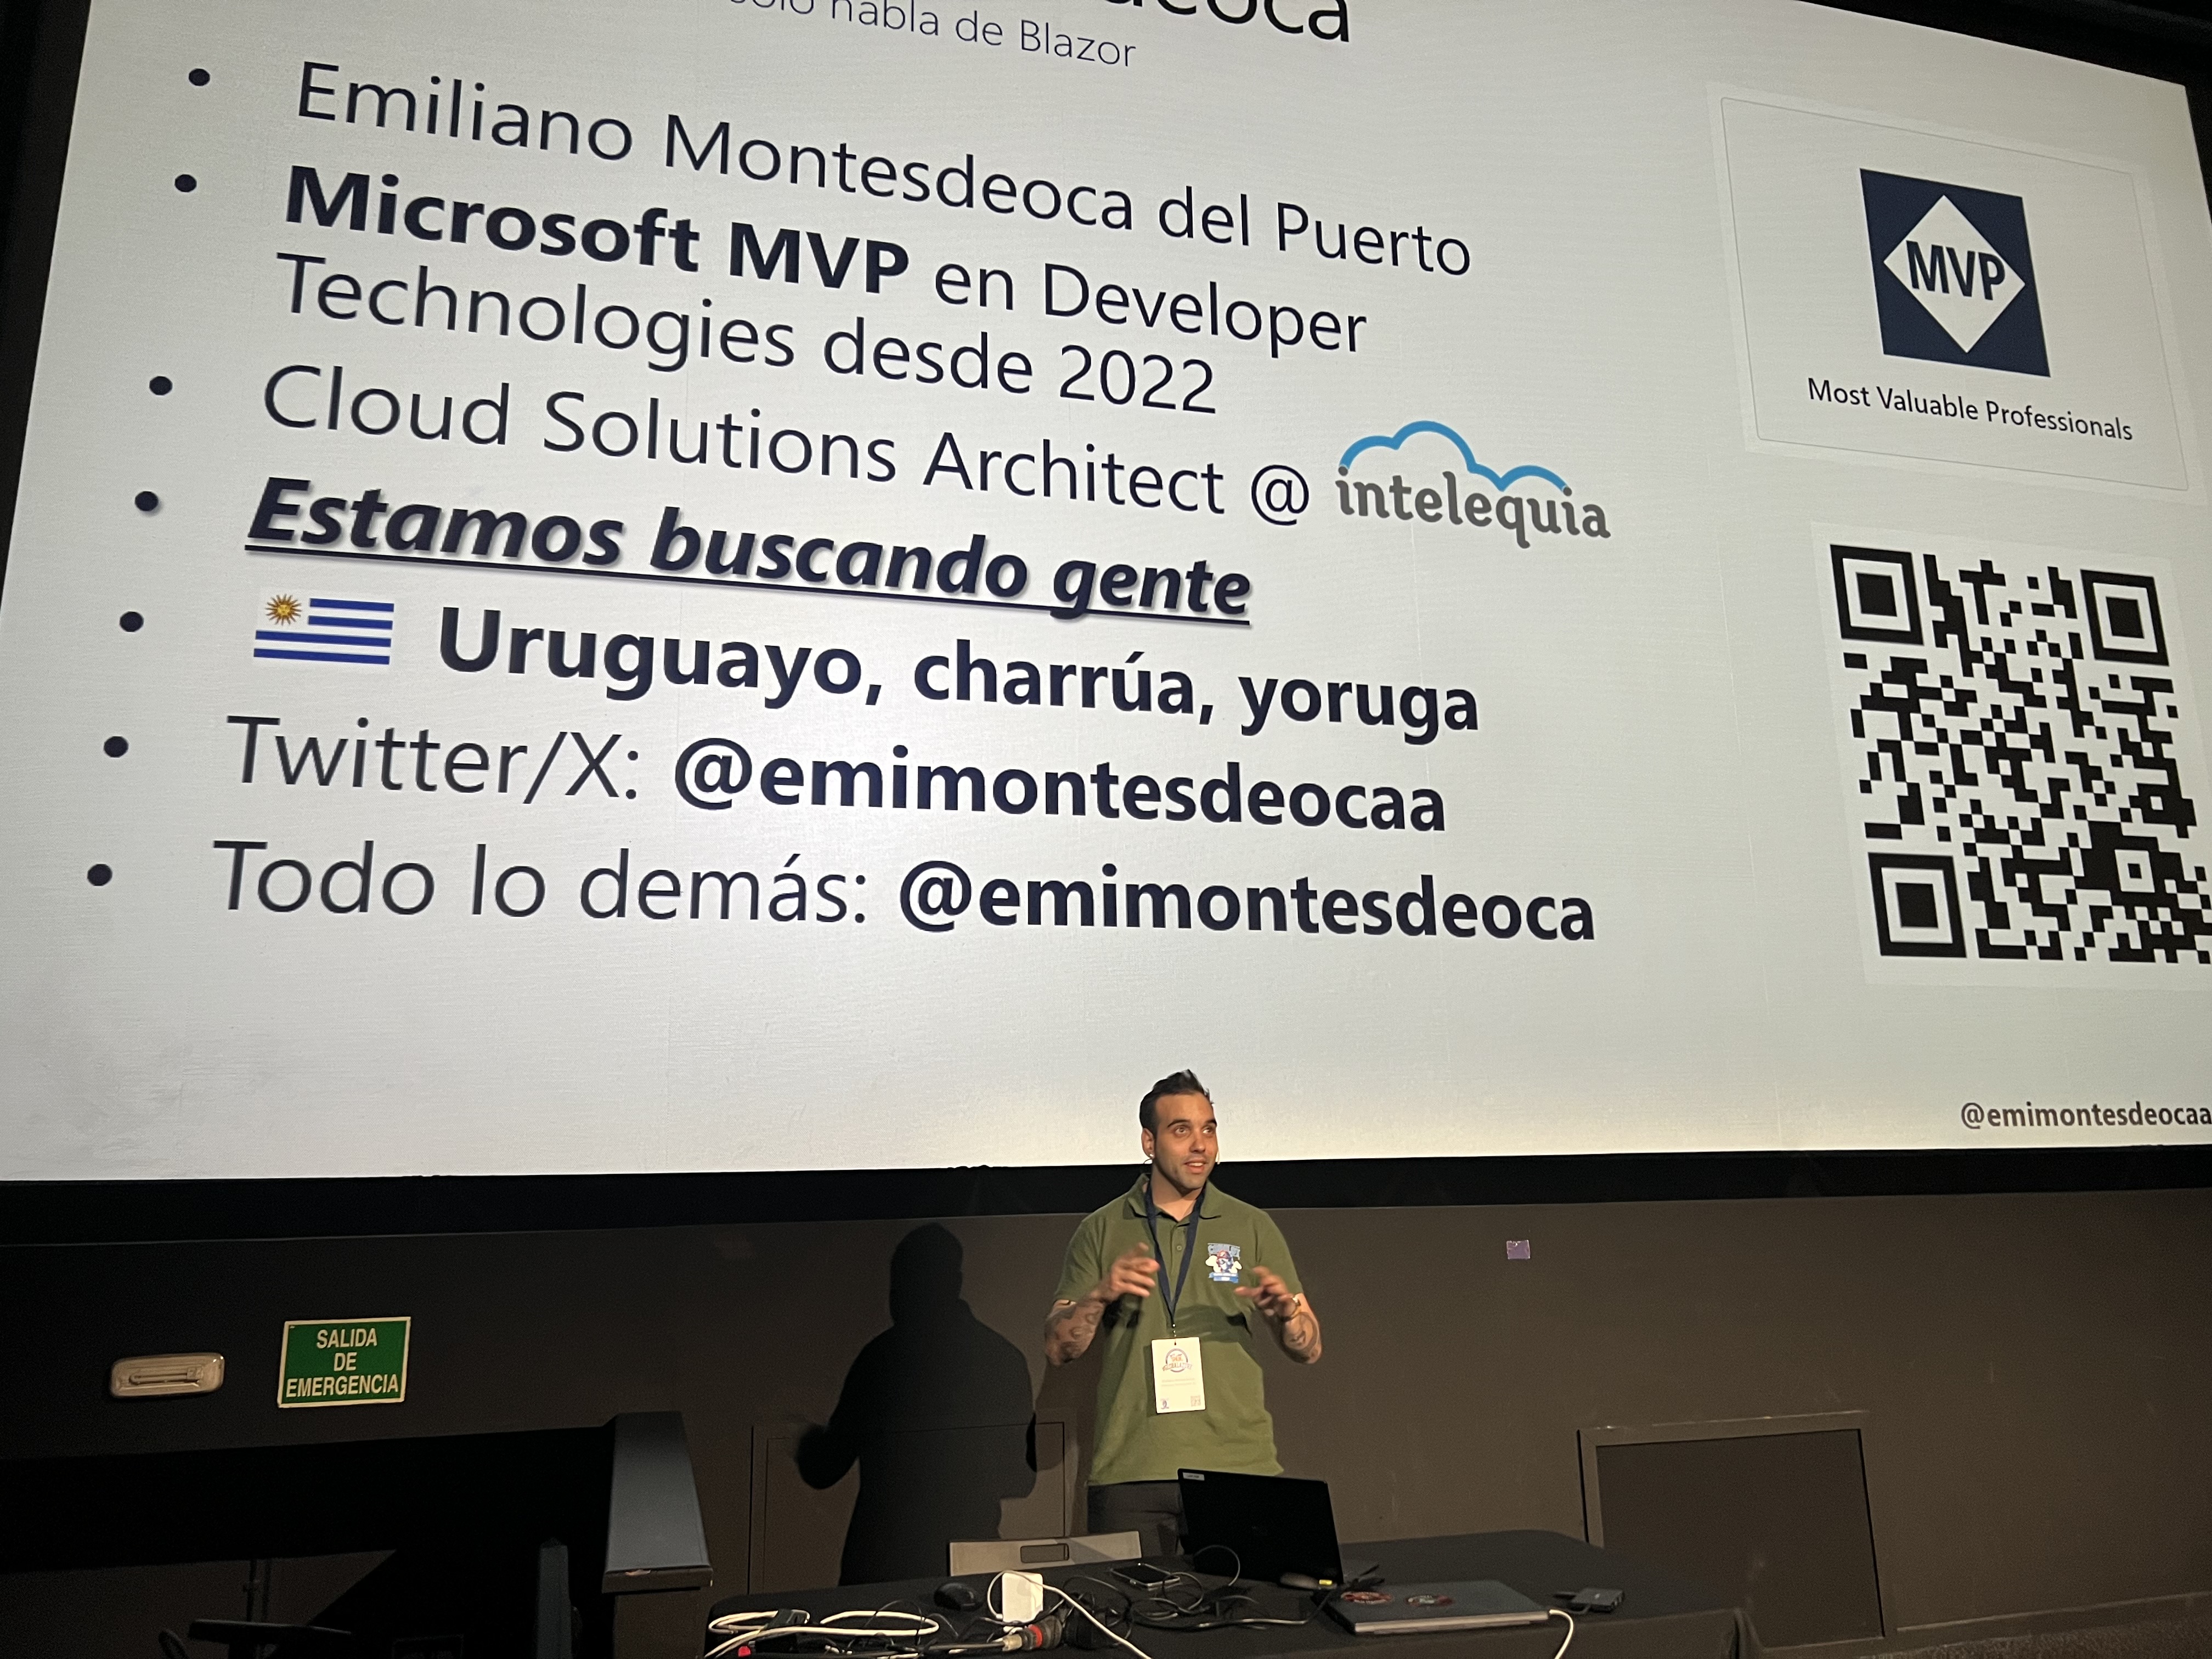 solo habla de Blazor
• Emiliano Montesdeoca del Puerto
• Microsoft MVP en Developer
Technologies desde 2022
• Cloud Solutions Architect @ intelequia
• Estamos buscando gente
• Uruguayo, charrúa, yoruga
• Twitter/X: @emimontesdeocaa
• Todo lo demás: @emimontesdeoca
MVP
Most Valuable Professionals
@emimontesdeocaa
SALIDA
DE
EMERGENCIA